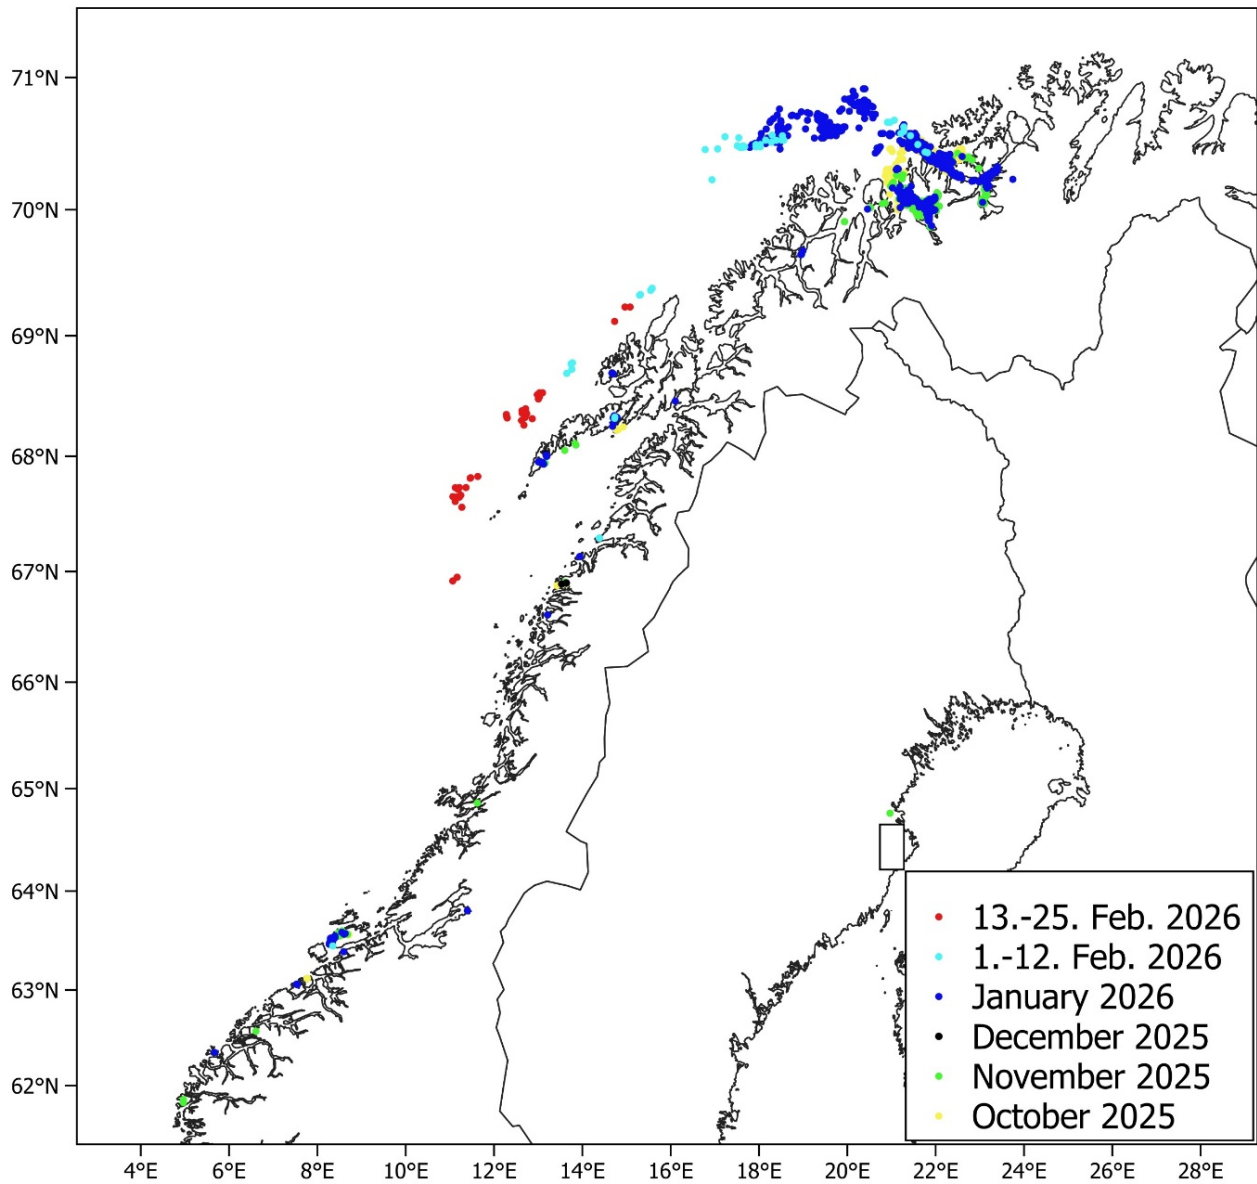 71°N
70°N
69°N
68°N
67°N
66°N
65°N
64°N
63°N
62°N
13.-25. Feb. 2026
1.-12. Feb. 2026
January 2026
December 2025
November 2025
October 2025
4°E 6°E 8°E 10°E 12°E 14°E 16°E 18°E 20°E 22°E 24°E 26°E 28°E